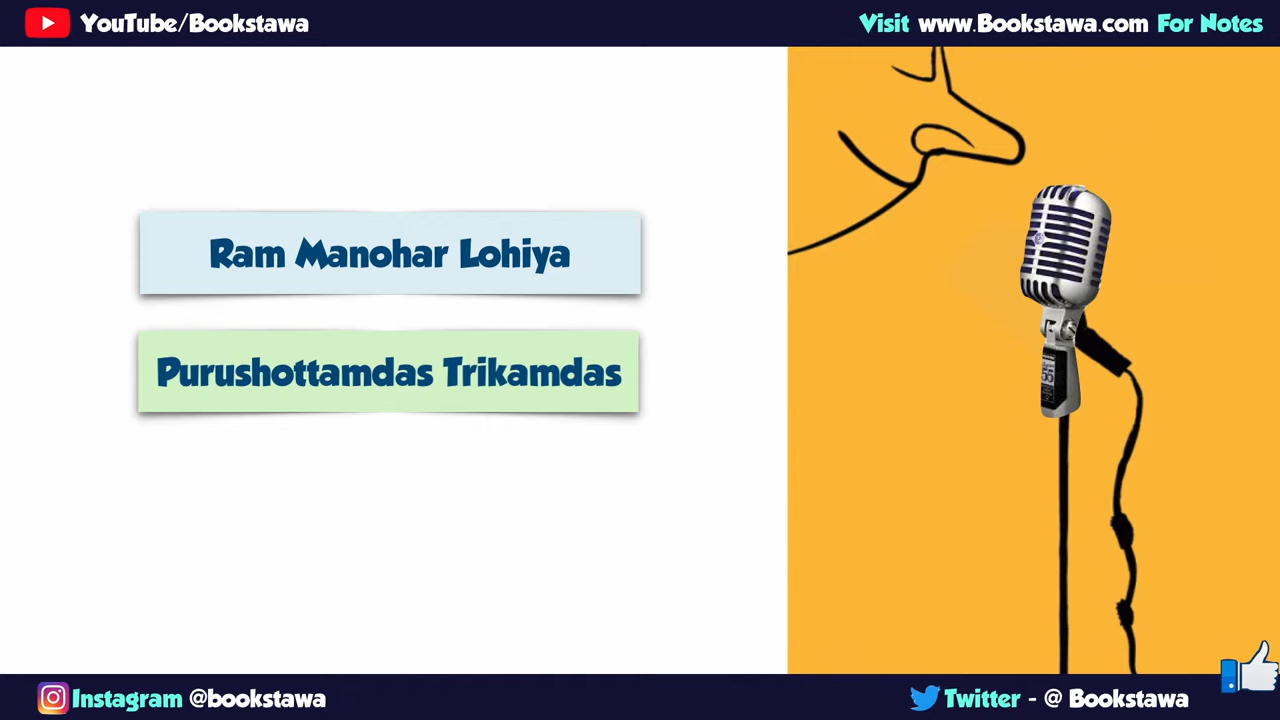 YouTube/Bookstawa
Visit www.Bookstawa.com For Notes
Ram Manohar Lohiya
Purushottamdas Trikamdas
Instagram @bookstawa
Twitter - @ Bookstawa